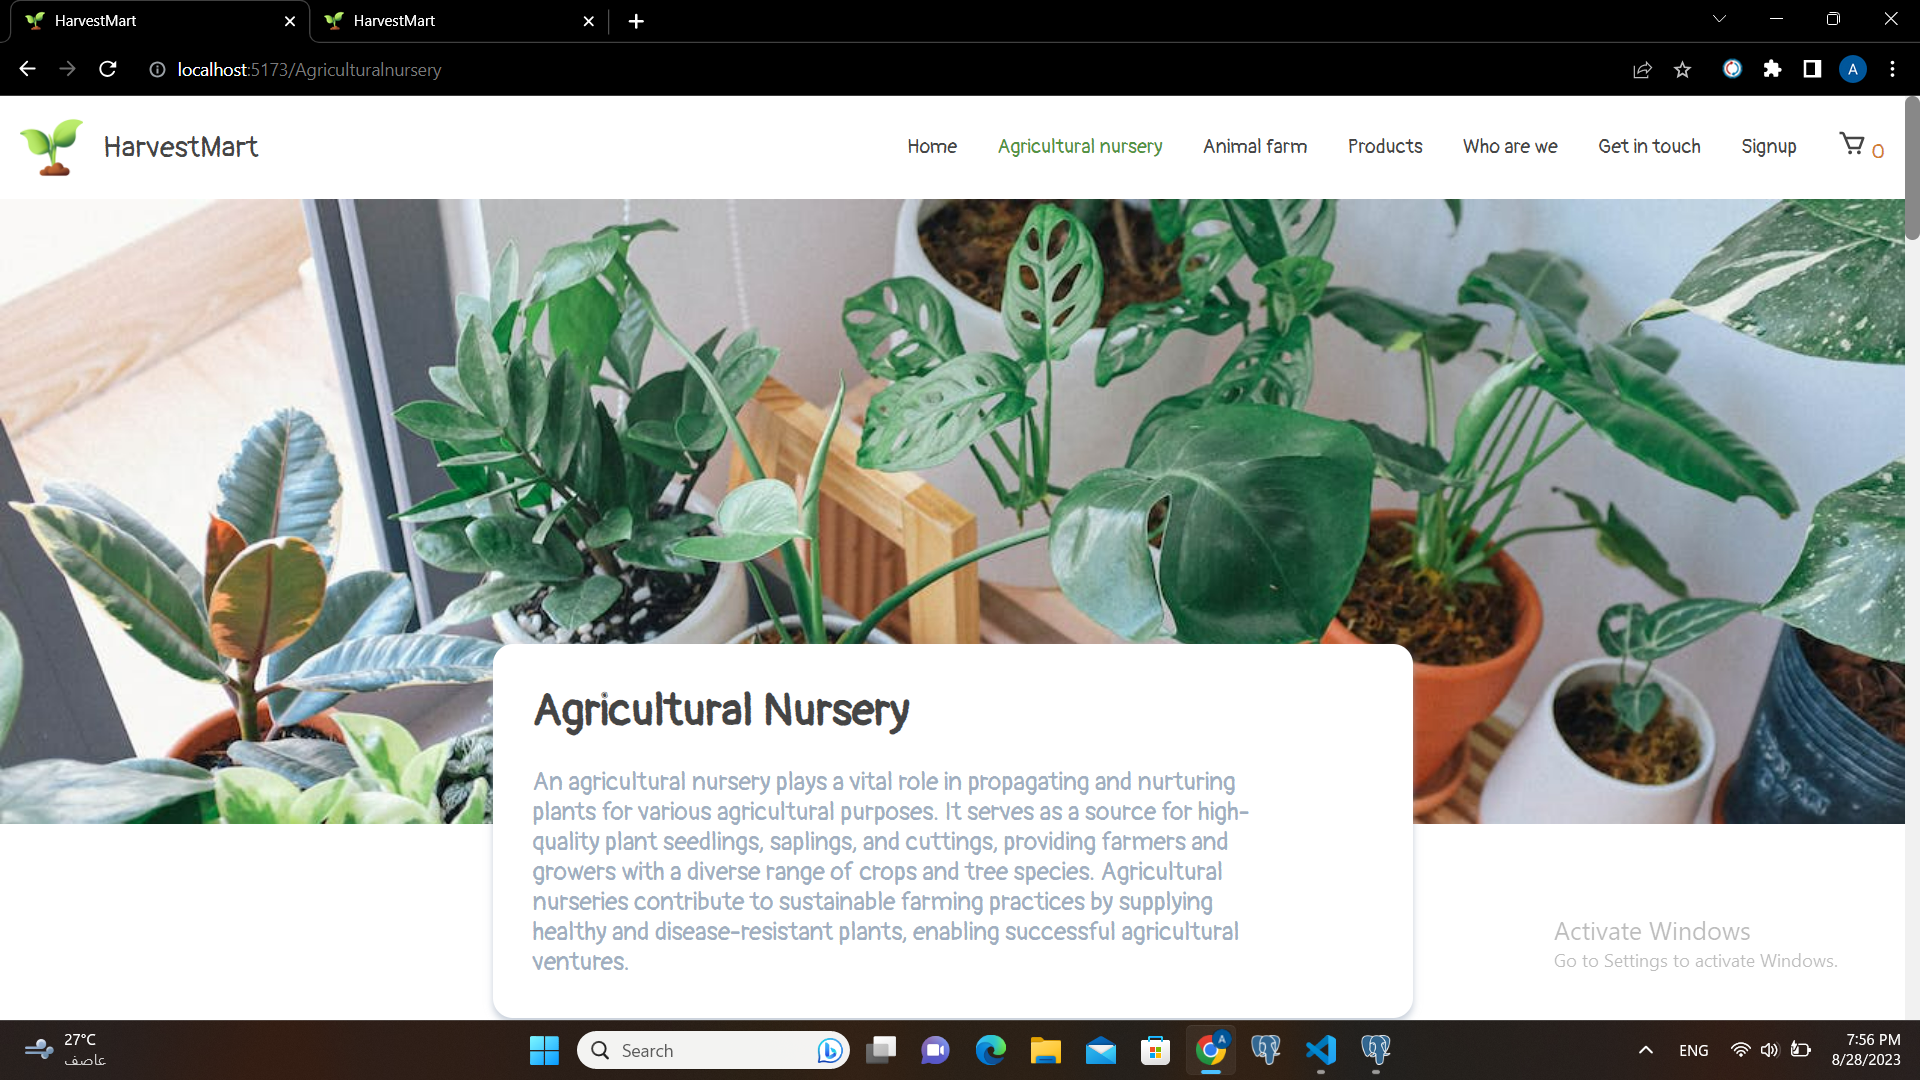 HarvestMart
HarvestMart
localhost:5173/Agriculturalnursery
A
HarvestMart
Home
Agricultural nursery
Animal farm
Products
Who are we
Get in touch
Signup
0
Agricultural Nursery
An agricultural nursery plays a vital role in propagating and nurturing
plants for various agricultural purposes. It serves as a source for high-
quality plant seedlings, saplings, and cuttings, providing farmers and
growers with a diverse range of crops and tree species. Agricultural
nurseries contribute to sustainable farming practices by supplying
healthy and disease-resistant plants, enabling successful agricultural
ventures.
Activate Windows
Go to Settings to activate Windows.
27°C
عاصف
Search
A
ENG
7:56 PM
8/28/2023